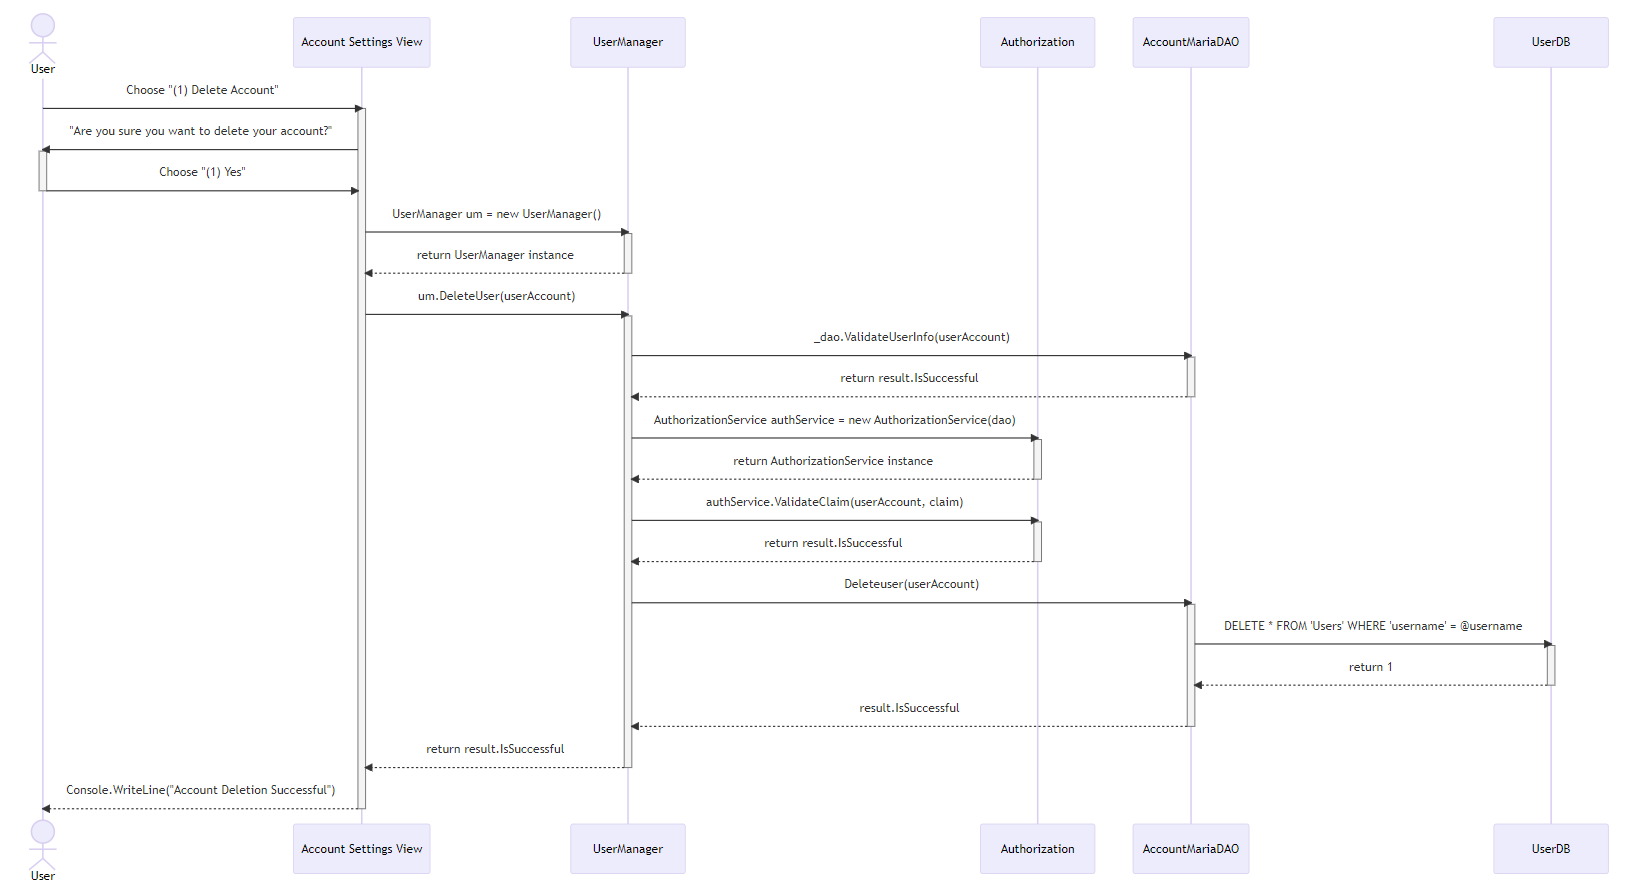 Account Settings View
UserManager
Authorization
AccountMariaDAO
UserDB
User
Choose "(1) Delete Account"
"Are you sure you want to delete your account?"
Choose "(1) Yes"
UserManager um = new UserManager()
return UserManager instance
um.DeleteUser(userAccount)
_dao.ValidateUserInfo(userAccount)
return result.IsSuccessful
AuthorizationService authService = new AuthorizationService(dao)
return AuthorizationService instance
authService.ValidateClaim(userAccount, claim)
return result.IsSuccessful
Deleteuser(userAccount)
DELETE * FROM 'Users' WHERE 'username' = @username
return 1
result.IsSuccessful
return result.IsSuccessful
Console.WriteLine("Account Deletion Successful")
Account Settings View
UserManager
Authorization
AccountMariaDAO
UserDB
User